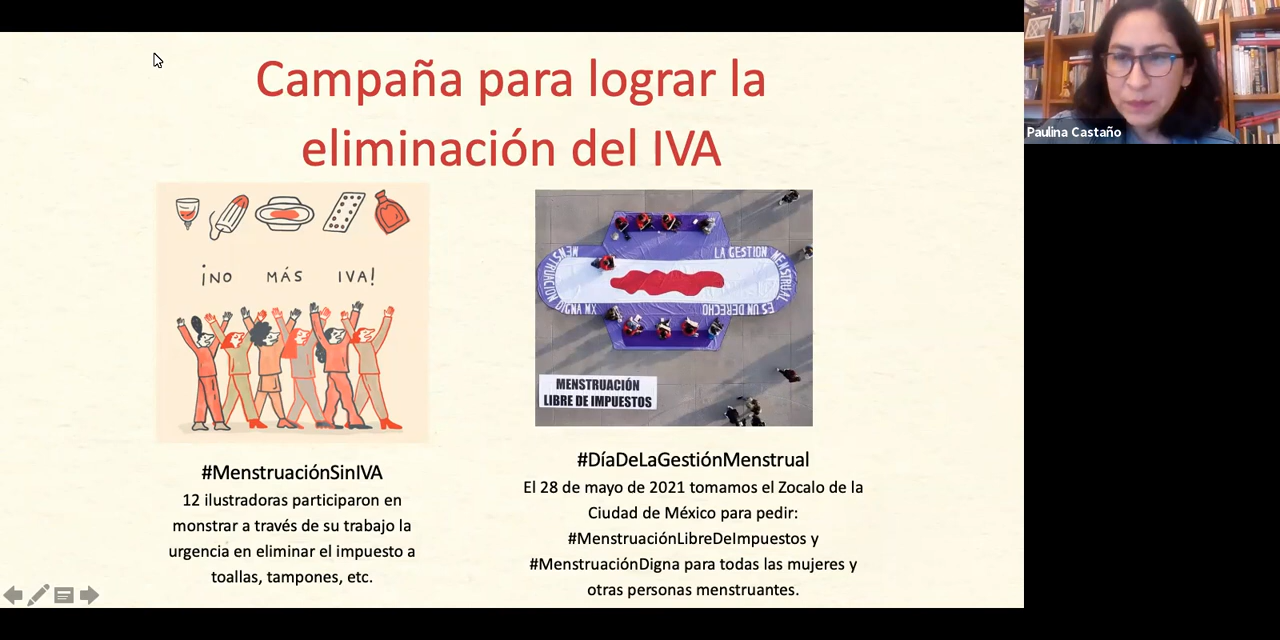 Campaña para lograr la
eliminación del IVA
¡NO MÁS IVA!
#MenstruaciónSinIVA
12 ilustradoras participaron en
monstrar a través de su trabajo la
urgencia en eliminar el impuesto a
toallas, tampones, etc.
LA GESTION MENSTRUAL
ES UN DERECHO
MENSTRUACION DIGNA MX
MENSTRUACIÓN
LIBRE DE IMPUESTOS
#DíaDeLaGestiónMenstrual
El 28 de mayo de 2021 tomamos el Zocalo de la
Ciudad de México para pedir:
#MenstruaciónLibreDeImpuestos y
#MenstruaciónDigna para todas las mujeres y
otras personas menstruantes.
Paulina Castaño